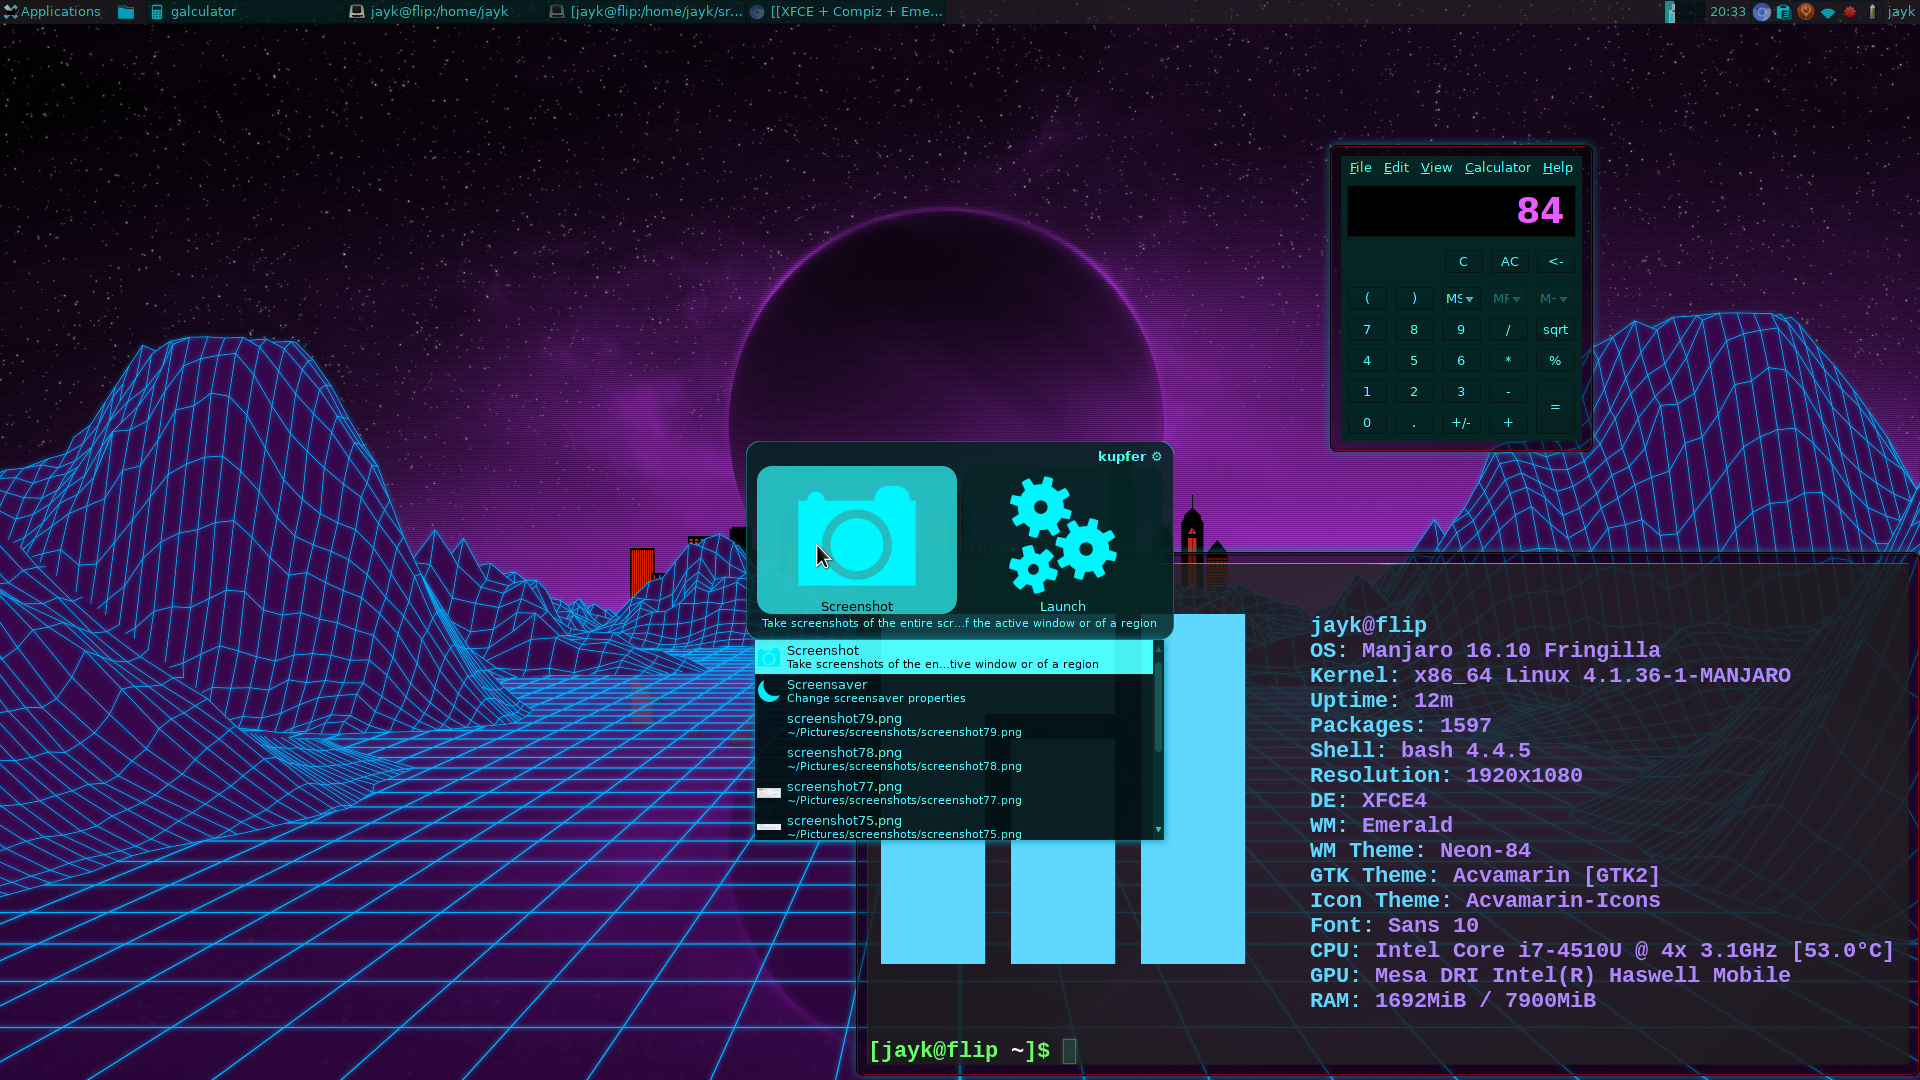 Applications
galculator
jayk@flip:/home/jayk
[jayk@flip:/home/jayk/sr...
[[XFCE + Compiz + Eme...
20:33
jayk
File Edit View Calculator Help
84
C AC <-
( ) MS MR M-
7 8 9 / sqrt
4 5 6 * %
1 2 3 - =
0 . +/- +
kupfer
Screenshot
Launch
Take screenshots of the entire scr...f the active window or of a region
Screenshot
Take screenshots of the en...tive window or of a region
Screensaver
Change screensaver properties
screenshot79.png
~/Pictures/screenshots/screenshot79.png
screenshot78.png
~/Pictures/screenshots/screenshot78.png
screenshot77.png
~/Pictures/screenshots/screenshot77.png
screenshot75.png
~/Pictures/screenshots/screenshot75.png
jayk@flip
OS: Manjaro 16.10 Fringilla
Kernel: x86_64 Linux 4.1.36-1-MANJARO
Uptime: 12m
Packages: 1597
Shell: bash 4.4.5
Resolution: 1920x1080
DE: XFCE4
WM: Emerald
WM Theme: Neon-84
GTK Theme: Acvamarin [GTK2]
Icon Theme: Acvamarin-Icons
Font: Sans 10
CPU: Intel Core i7-4510U @ 4x 3.1GHz [53.0°C]
GPU: Mesa DRI Intel(R) Haswell Mobile
RAM: 1692MiB / 7900MiB
[jayk@flip ~]$